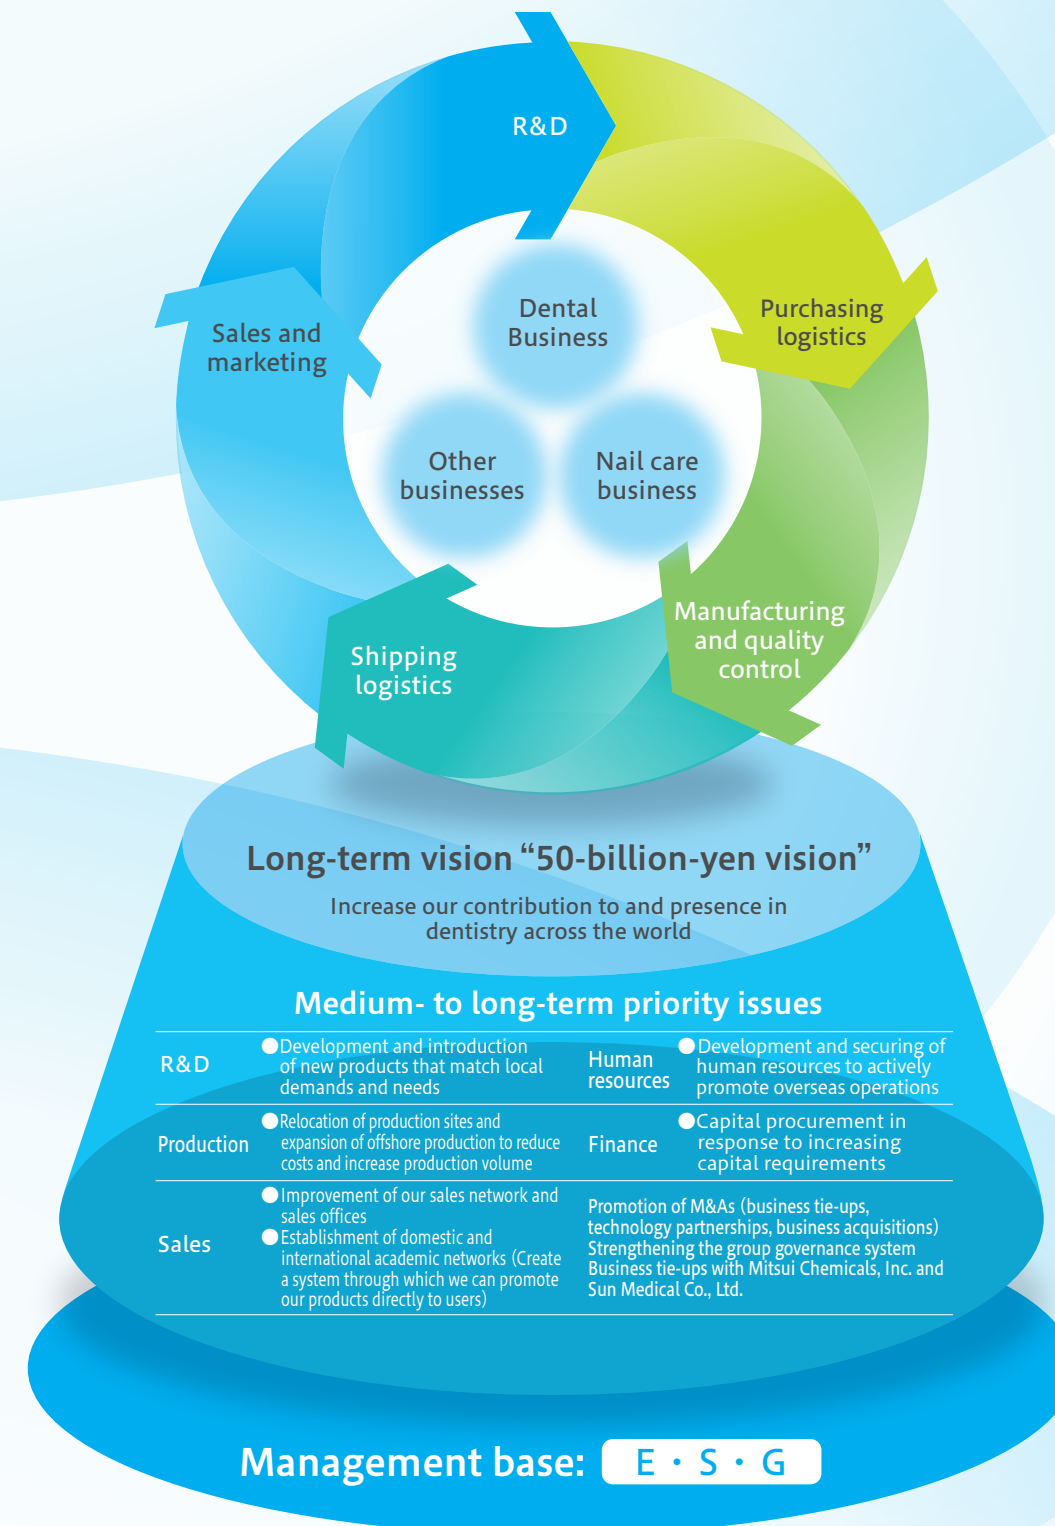 R&D
Purchasing
logistics
Manufacturing
and quality
control
Shipping
logistics
Sales and
marketing
Dental
Business
Other
businesses
Nail care
business
Long-term vision “50-billion-yen vision”
Increase our contribution to and presence in
dentistry across the world
Medium- to long-term priority issues
R&D
●Development and introduction
of new products that match local
demands and needs
Human
resources
●Development and securing of
human resources to actively
promote overseas operations
Production
●Relocation of production sites and
expansion of offshore production to reduce
costs and increase production volume
Finance
●Capital procurement in
response to increasing
capital requirements
Sales
●Improvement of our sales network and
sales offices
●Establishment of domestic and
international academic networks (Create
a system through which we can promote
our products directly to users)
Promotion of M&As (business tie-ups,
technology partnerships, business acquisitions)
Strengthening the group governance system
Business tie-ups with Mitsui Chemicals, Inc. and
Sun Medical Co., Ltd.
Management base: E・S・G